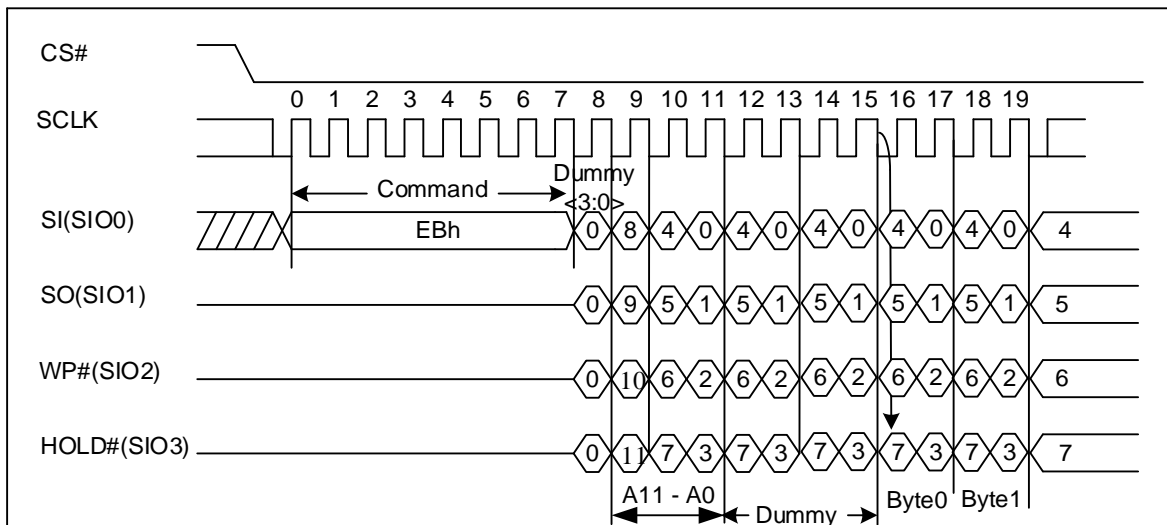 CS#
0 1 2 3 4 5 6 7 8 9 10 11 12 13 14 15 16 17 18 19
SCLK
Command
Dummy
<3:0>
SI(SIO0) EBh 0 8 4 0 4 0 4 0 4 0 4 0 4
SO(SIO1) 0 9 5 1 5 1 5 1 5 1 5 1 5
WP#(SIO2) 0 10 6 2 6 2 6 2 6 2 6 2 6
HOLD#(SIO3) 0 11 7 3 7 3 7 3 7 3 7 3 7
A11 - A0 Dummy Byte0 Byte1